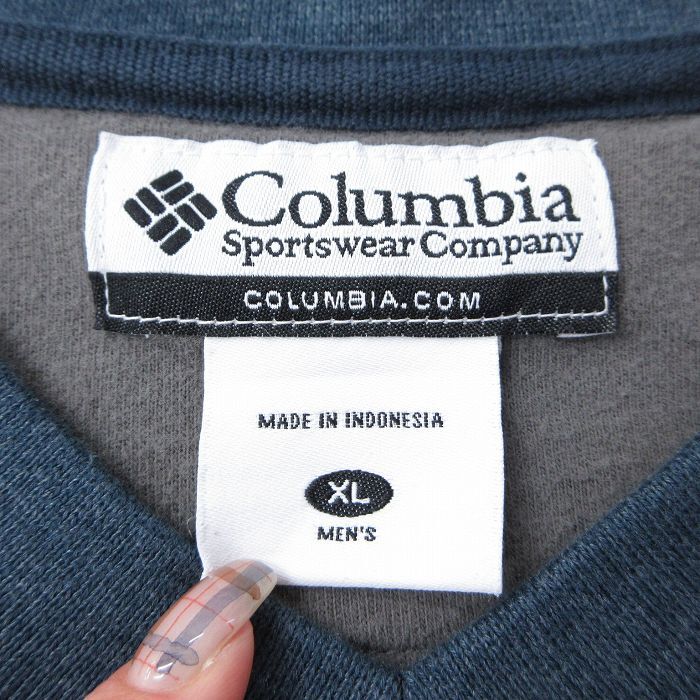 Columbia
Sportswear Company
COLUMBIA.COM
MADE IN INDONESIA
XL
MEN'S